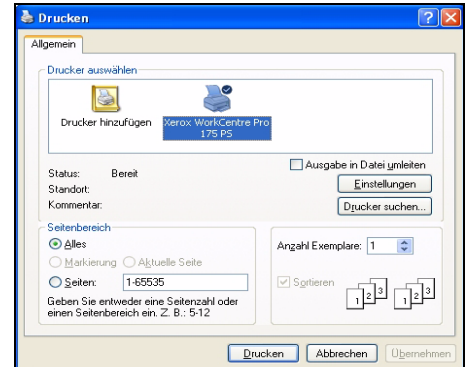 Drucken
Allgemein
Drucker auswählen
Drucker hinzufügen
Xerox WorkCentre Pro
175 PS
Status: Bereit
Standort:
Kommentar:
Ausgabe in Datei umleiten
Einstellungen
Drucker suchen...
Seitenbereich
Alles
Markierung Aktuelle Seite
Seiten: 1-65535
Geben Sie entweder eine Seitenzahl oder
einen Seitenbereich ein. Z. B.: 5-12
Anzahl Exemplare: 1
Sortieren
1 2 3 1 2 3
Drucken Abbrechen Übernehmen